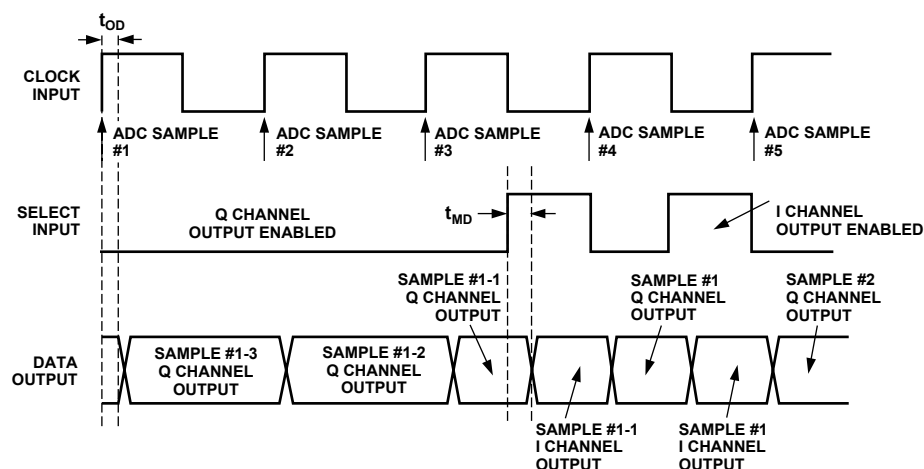 tOD
CLOCK
INPUT
ADC SAMPLE
#1
ADC SAMPLE
#2
ADC SAMPLE
#3
ADC SAMPLE
#4
ADC SAMPLE
#5
SELECT
INPUT
Q CHANNEL
OUTPUT ENABLED
tMD
I CHANNEL
OUTPUT ENABLED
SAMPLE #1-1
Q CHANNEL
OUTPUT
SAMPLE #1
Q CHANNEL
OUTPUT
SAMPLE #2
Q CHANNEL
OUTPUT
DATA
OUTPUT
SAMPLE #1-3
Q CHANNEL
OUTPUT
SAMPLE #1-2
Q CHANNEL
OUTPUT
SAMPLE #1-1
I CHANNEL
OUTPUT
SAMPLE #1
I CHANNEL
OUTPUT